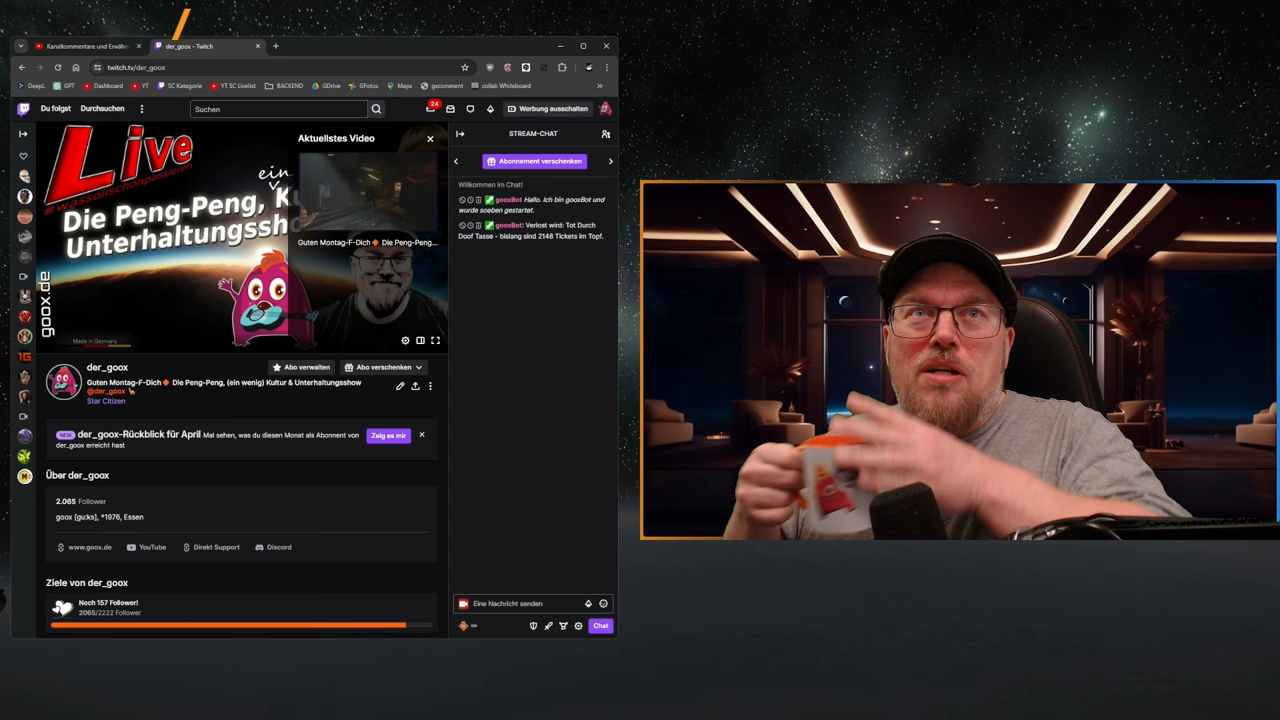 Kanalkommentare und Erwähn
der_goox - Twitch
twitch.tv/der_goox
DeepL
GPT
Dashboard
YT
SC Kategorie
YT SC Livelist
BACKEND
GDrive
GFotos
Maps
gxcomment
collab Whiteboard
Du folgst
Durchsuchen
Suchen
24
Werbung ausschalten
Live
#wassollschonpassieren
ein
Die Peng-Peng, K
Unterhaltungssh
goox.de
Made in Germany
Aktuellstes Video
Guten Montag-F-Dich Die Peng-Peng...
STREAM-CHAT
Abonnement verschenken
Willkommen im Chat!
gooxBot Hallo. Ich bin gooxBot und
wurde soeben gestartet.
gooxBot: Verlost wird: Tot Durch
Doof Tasse - bislang sind 2148 Tickets im Topf.
der_goox
Abo verwalten
Abo verschenken
Guten Montag-F-Dich Die Peng-Peng, (ein wenig) Kultur & Unterhaltungsshow
@der_goox
Star Citizen
NEW der_goox-Rückblick für April Mal sehen, was du diesen Monat als Abonnent von
der_goox erreicht hast
Zeig es mir
Über der_goox
2.065 Follower
goox [gu:ks], *1976, Essen
www.goox.de
YouTube
Direkt Support
Discord
Ziele von der_goox
Noch 157 Follower!
2065/2222 Follower
Eine Nachricht senden
Chat